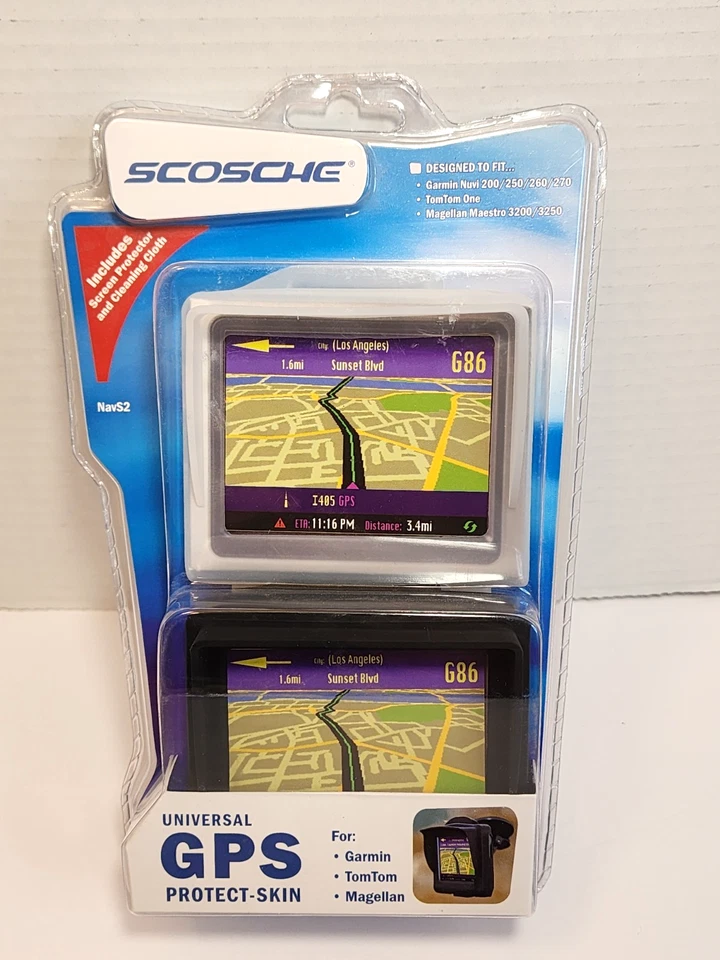 SCOSCHE®
DESIGNED TO FIT...
• Garmin Nuvi 200/250/260/270
• TomTom One
• Magellan Maestro 3200/3250
Includes
Screen Protector
and Cleaning Cloth
NavS2
City: (Los Angeles)
1.6mi Sunset Blvd G86
I405 GPS
ETA: 11:16 PM Distance: 3.4mi
City: (Los Angeles)
1.6mi Sunset Blvd G86
UNIVERSAL
GPS
PROTECT-SKIN
For:
• Garmin
• TomTom
• Magellan